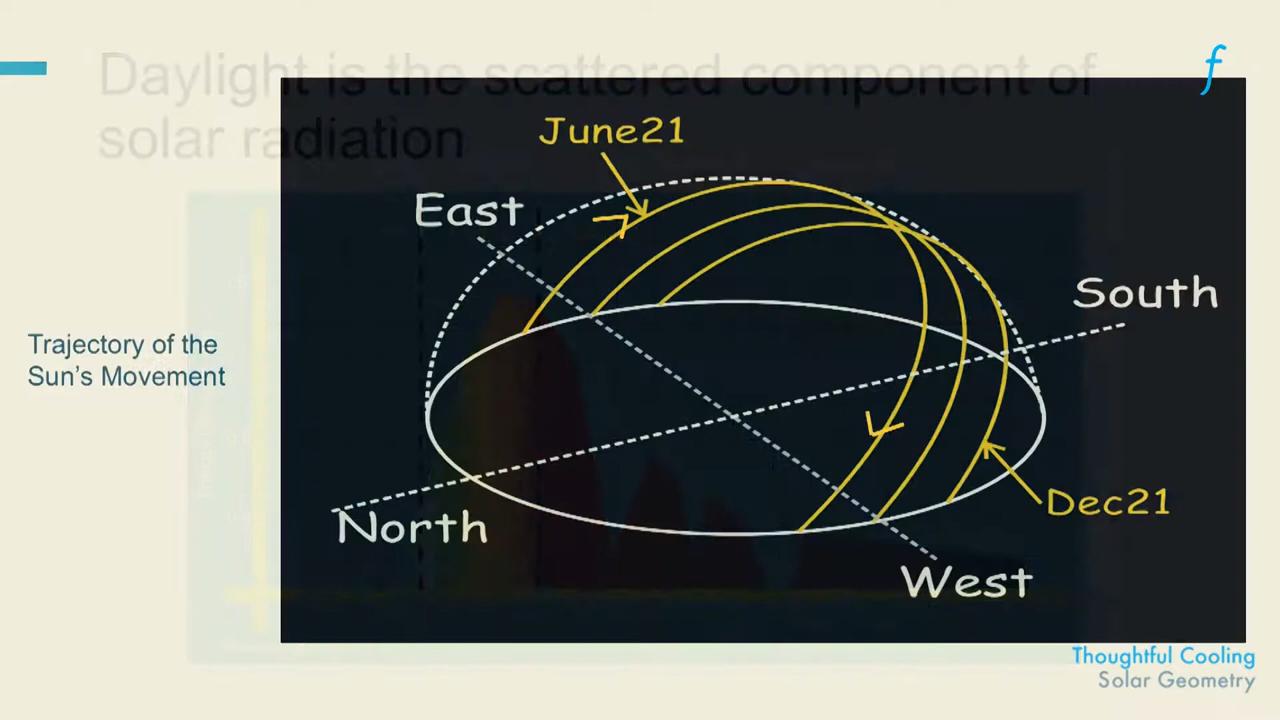 Daylight is the scattered component of
solar radiation
f
June21
East
South
Trajectory of the
Sun's Movement
North
Dec21
West
Thoughtful Cooling
Solar Geometry